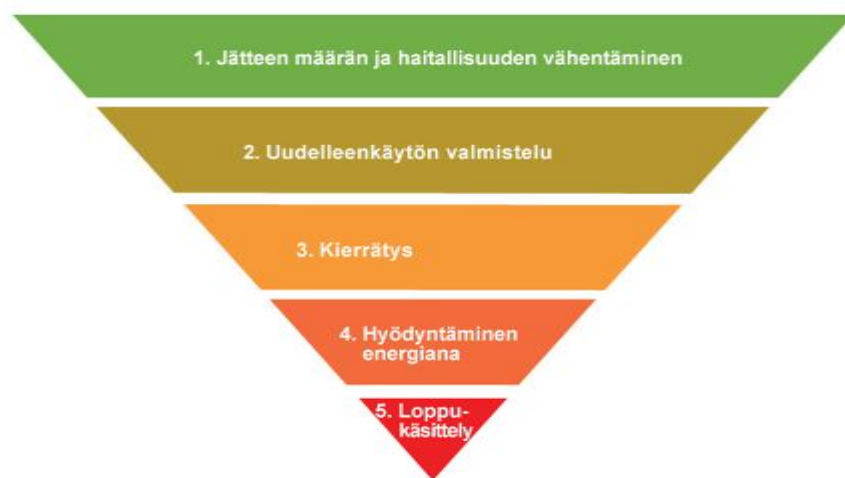 1. Jätteen määrän ja haitallisuuden vähentäminen
2. Uudelleenkäytön valmistelu
3. Kierrätys
4. Hyödyntäminen
energiana
5. Loppu-
käsittely